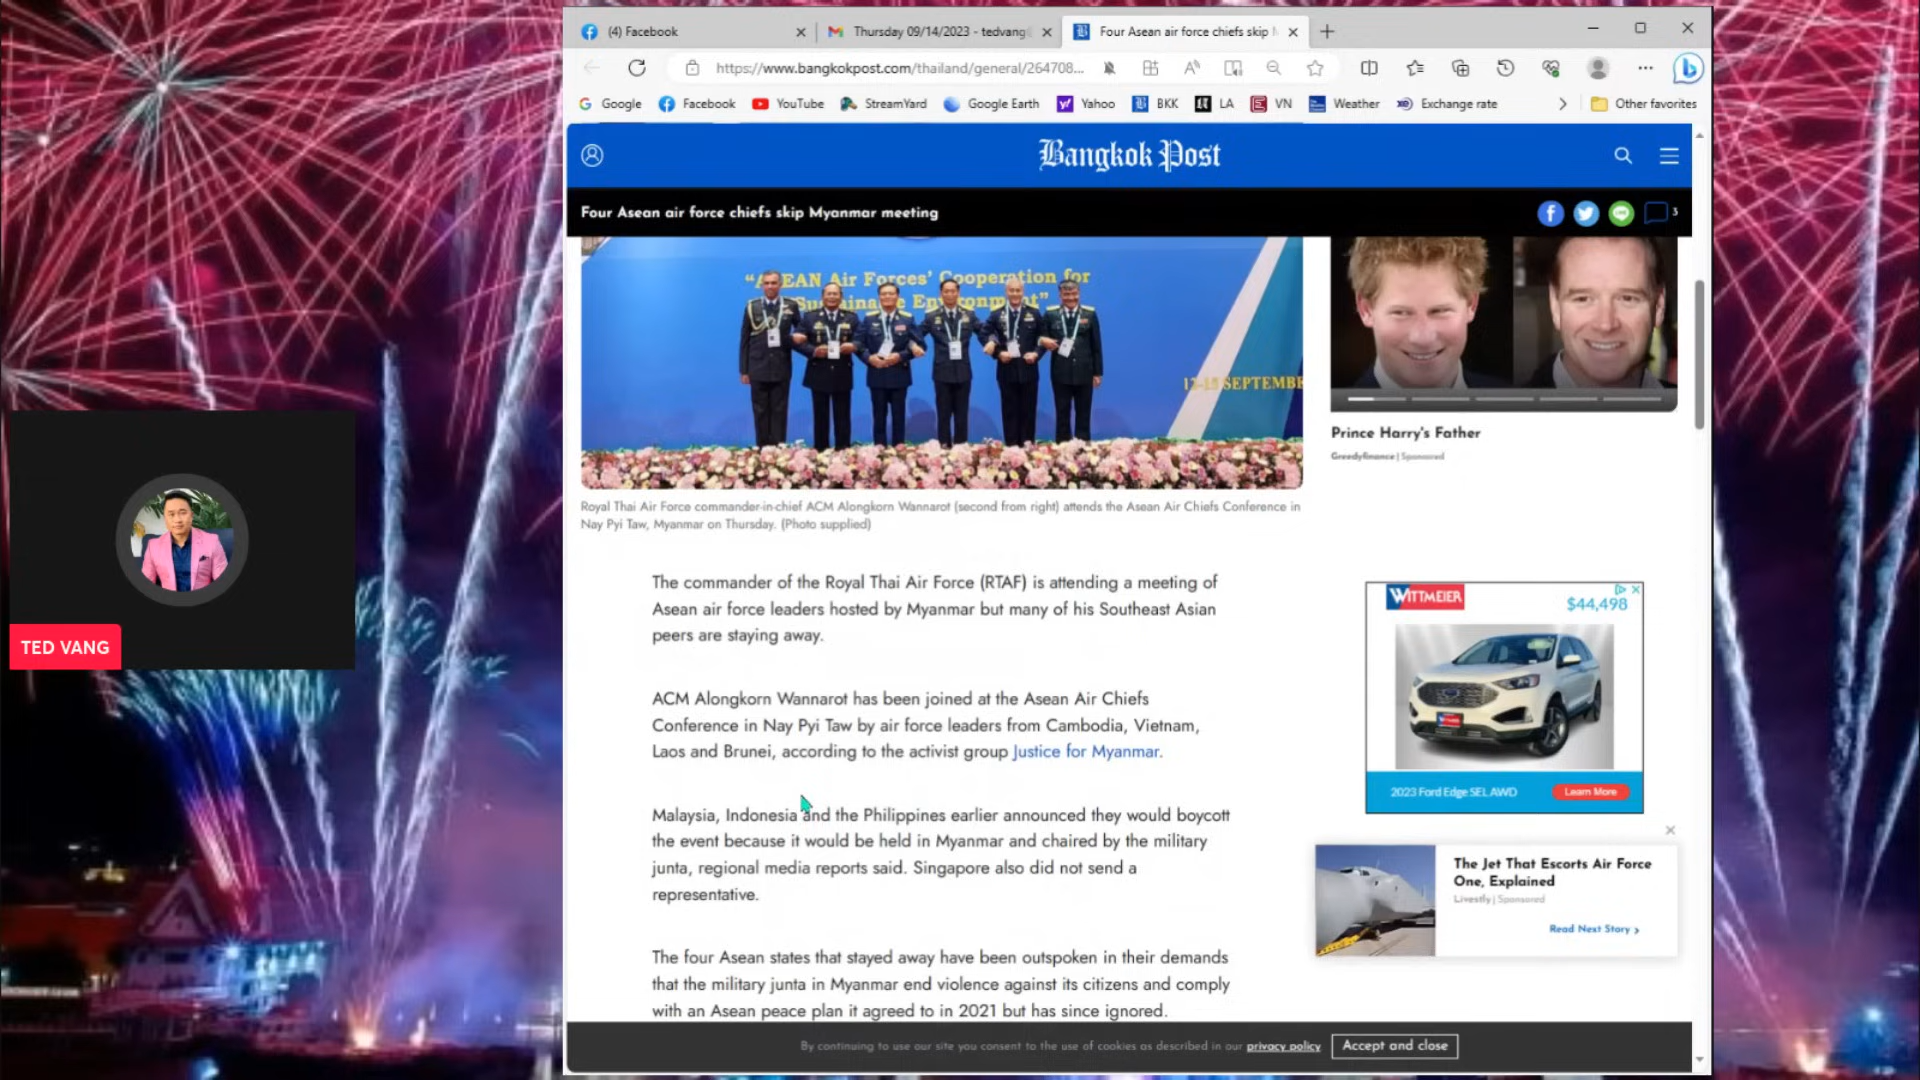 (4) Facebook
Thursday 09/14/2023 - tedvang
Four Asean air force chiefs skip
https://www.bangkokpost.com/thailand/general/264708...
Google
Facebook
YouTube
StreamYard
Google Earth
Yahoo
BKK
LA
VN
Weather
Exchange rate
Other favorites
Bangkok Post
Four Asean air force chiefs skip Myanmar meeting
3
"ASEAN Air Forces' Cooperation for
Sustainable Environment"
SEPTEMBE
Royal Thai Air Force commander-in-chief ACM Alongkorn Wannarot (second from right) attends the Asean Air Chiefs Conference in
Nay Pyi Taw, Myanmar on Thursday. (Photo supplied)
Prince Harry's Father
Greedyfinance | Sponsored
The commander of the Royal Thai Air Force (RTAF) is attending a meeting of
Asean air force leaders hosted by Myanmar but many of his Southeast Asian
peers are staying away.
ACM Alongkorn Wannarot has been joined at the Asean Air Chiefs
Conference in Nay Pyi Taw by air force leaders from Cambodia, Vietnam,
Laos and Brunei, according to the activist group Justice for Myanmar.
Malaysia, Indonesia and the Philippines earlier announced they would boycott
the event because it would be held in Myanmar and chaired by the military
junta, regional media reports said. Singapore also did not send a
representative.
The four Asean states that stayed away have been outspoken in their demands
that the military junta in Myanmar end violence against its citizens and comply
with an Asean peace plan it agreed to in 2021 but has since ignored.
WITTMEIER
$44,498
2023 Ford Edge SEL AWD
Learn More
The Jet That Escorts Air Force
One, Explained
Livestly | Sponsored
Read Next Story
By continuing to use our site you consent to the use of cookies as described in our privacy policy
Accept and close
TED VANG